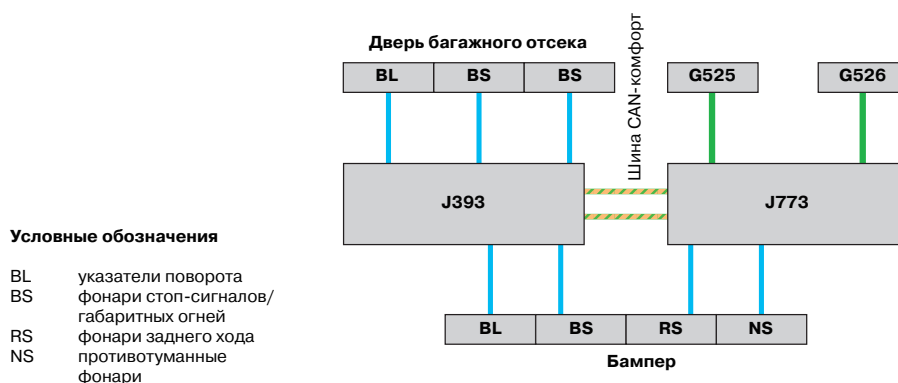 Дверь багажного отсека
BL BS BS
Шина CAN-комфорт
G525 G526
J393 J773
Условные обозначения
BL указатели поворота
BS фонари стоп-сигналов/
габаритных огней
RS фонари заднего хода
NS противотуманные
фонари
BL BS RS NS
Бампер